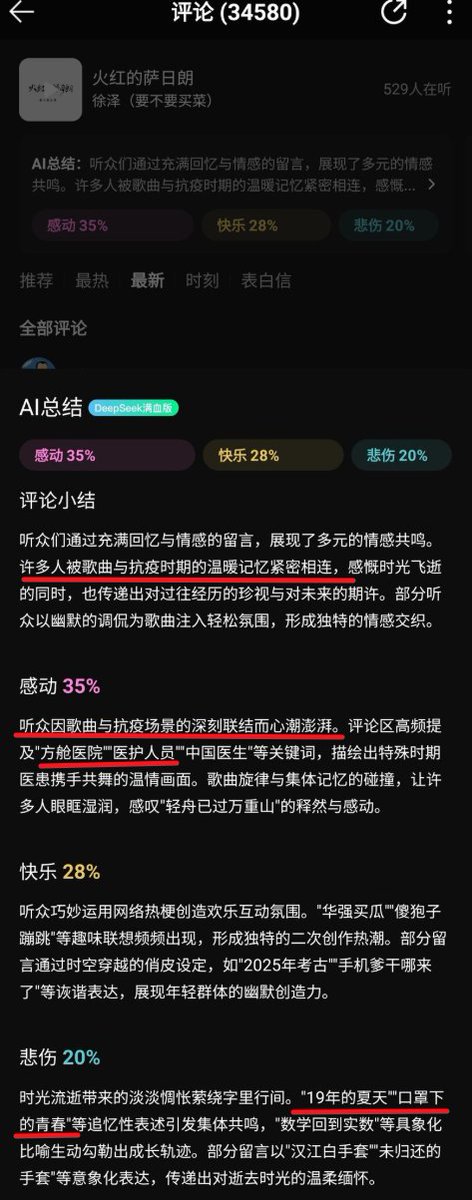 评论 (34580)
火红的萨日朗
徐泽（要不要买菜）
529人在听
AI总结：听众们通过充满回忆与情感的留言，展现了多元的情感
共鸣。许多人被歌曲与抗疫时期的温暖记忆紧密相连，感慨...
感动 35% 快乐 28% 悲伤 20%
推荐 最热 最新 时刻 表白信
全部评论
AI总结 DeepSeek满血版
感动 35% 快乐 28% 悲伤 20%
评论小结
听众们通过充满回忆与情感的留言，展现了多元的情感共鸣。
许多人被歌曲与抗疫时期的温暖记忆紧密相连，感慨时光飞逝
的同时，也传递出对过往经历的珍视与对未来的期许。部分听
众以幽默的调侃为歌曲注入轻松氛围，形成独特的情感交织。
感动 35%
听众因歌曲与抗疫场景的深刻联结而心潮澎湃。评论区高频提
及"方舱医院""医护人员""中国医生"等关键词，描绘出特殊时期
医患携手共舞的温情画面。歌曲旋律与集体记忆的碰撞，让许
多人眼眶湿润，感叹"轻舟已过万重山"的释然与感动。
快乐 28%
听众巧妙运用网络热梗创造欢乐互动氛围。"华强买瓜""傻狍子
蹦跳"等趣味联想频频出现，形成独特的二次创作热潮。部分留
言通过时空穿越的俏皮设定，如"2025年考古""手机爹干哪来
了"等诙谐表达，展现年轻群体的幽默创造力。
悲伤 20%
时光流逝带来的淡淡惆怅萦绕字里行间。"19年的夏天""口罩下
的青春"等追忆性表述引发集体共鸣，"数学回到实数"等具象化
比喻生动勾勒出成长轨迹。部分留言以"汉江白手套""未归还的
手套"等意象化表达，传递出对逝去时光的温柔缅怀。